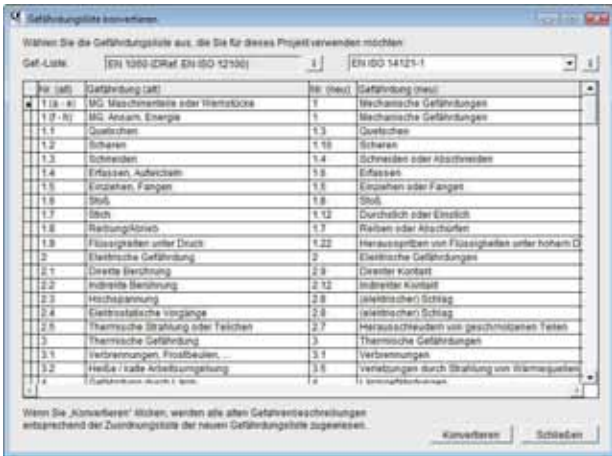 Gefährdungsliste konvertieren
Wählen Sie die Gefährdungsliste aus, die Sie für dieses Projekt verwenden möchten:
Gef.-Liste: EN 1050 (DRef. EN ISO 12100) EN ISO 14121-1
Nr. (alt) Gefährdung (alt) Nr. (neu) Gefährdung (neu)
1 (a - e) MG: Maschinenteile oder Werkstücke 1 Mechanische Gefährdungen
1 (f - h) MG: Ansam. Energie 1 Mechanische Gefährdungen
1.1 Quetschen 1.3 Quetschen
1.2 Scheren 1.10 Scheren
1.3 Schneiden 1.4 Schneiden oder Abschneiden
1.4 Erfassen, Aufwickeln 1.6 Erfassen
1.5 Einziehen, Fangen 1.5 Einziehen oder Fangen
1.6 Stoß 1.8 Stoß
1.7 Stich 1.12 Durchstich oder Einstich
1.8 Reibung/Abrieb 1.7 Reiben oder Abschürfen
1.9 Flüssigkeiten unter Druck 1.22 Herausspritzen von Flüssigkeiten unter hohem D
2 Elektrische Gefährdung 2 Elektrische Gefährdungen
2.1 Direkte Berührung 2.9 Direkter Kontakt
2.2 Indirekte Berührung 2.12 Indirekter Kontakt
2.3 Hochspannung 2.8 (elektrischer) Schlag
2.4 Elektrostatische Vorgänge 2.8 (elektrischer) Schlag
2.5 Thermische Strahlung oder Teilchen 2.7 Herausschleudern von geschmolzenen Teilen
3 Thermische Gefährdung 3 Thermische Gefährdungen
3.1 Verbrennungen, Frostbeulen, ... 3.1 Verbrennungen
3.2 Heiße / kalte Arbeitsumgebung 3.5 Verletzungen durch Strahlung von Wärmequellen
4 Gefährdung durch Lärm 4 Lärmgefährdungen
Wenn Sie „Konvertieren“ klicken, werden alle alten Gefahrenbeschreibungen
entsprechend der Zuordnungsliste der neuen Gefährdungsliste zugewiesen.
Konvertieren Schließen